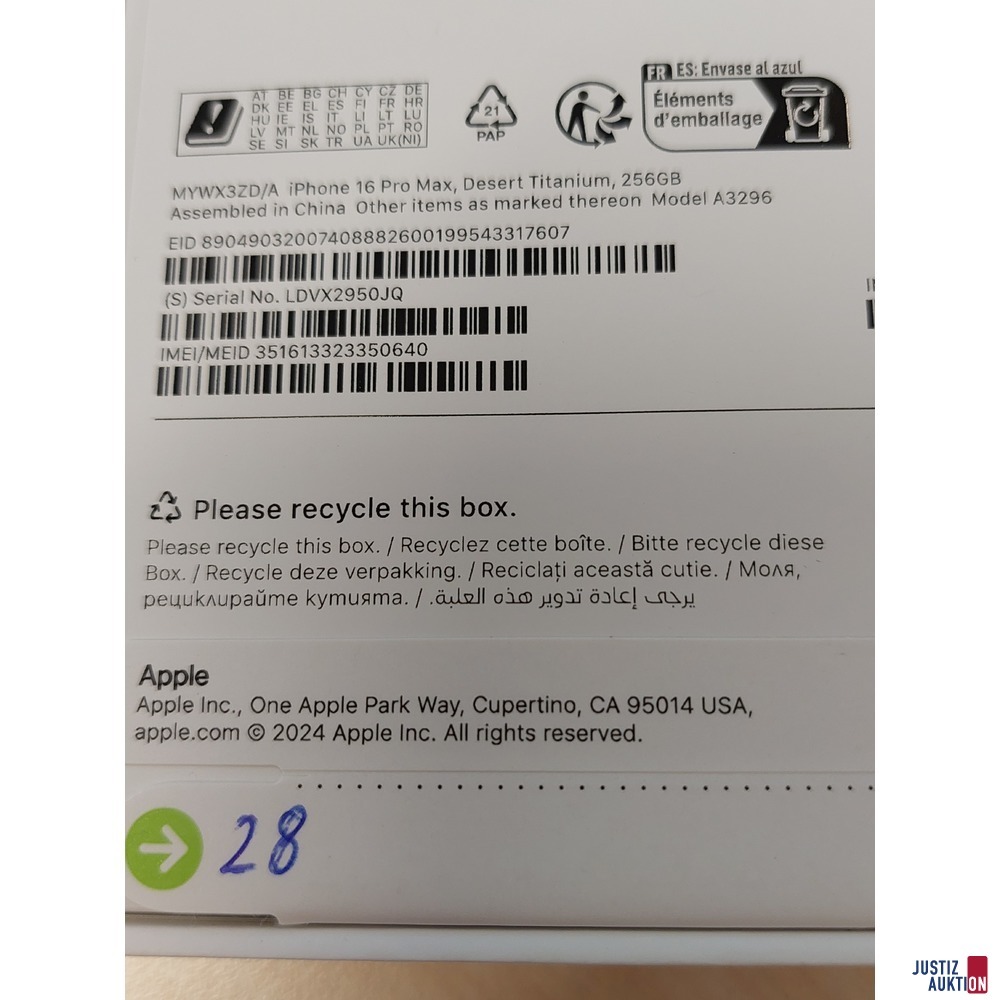 AT BE BG CH CY CZ DE
DK EE EL ES FI FR HR
HU IE IS IT LI LT LU
LV MT NL NO PL PT RO
SE SI SK TR UA UK(NI)
21
PAP
FR ES: Envase al azul
Éléments
d'emballage
MYWX3ZD/A iPhone 16 Pro Max, Desert Titanium, 256GB
Assembled in China Other items as marked thereon Model A3296
EID 89049032007408882600199543317607
(S) Serial No. LDVX2950JQ
IMEI/MEID 351613323350640
Please recycle this box.
Please recycle this box. / Recyclez cette boîte. / Bitte recycle diese
Box. / Recycle deze verpakking. / Reciclați această cutie. / Моля,
рециклирайте кутията. / يرجى إعادة تدوير هذه العلبة.
Apple
Apple Inc., One Apple Park Way, Cupertino, CA 95014 USA,
apple.com © 2024 Apple Inc. All rights reserved.
28
JUSTIZ
AUKTION